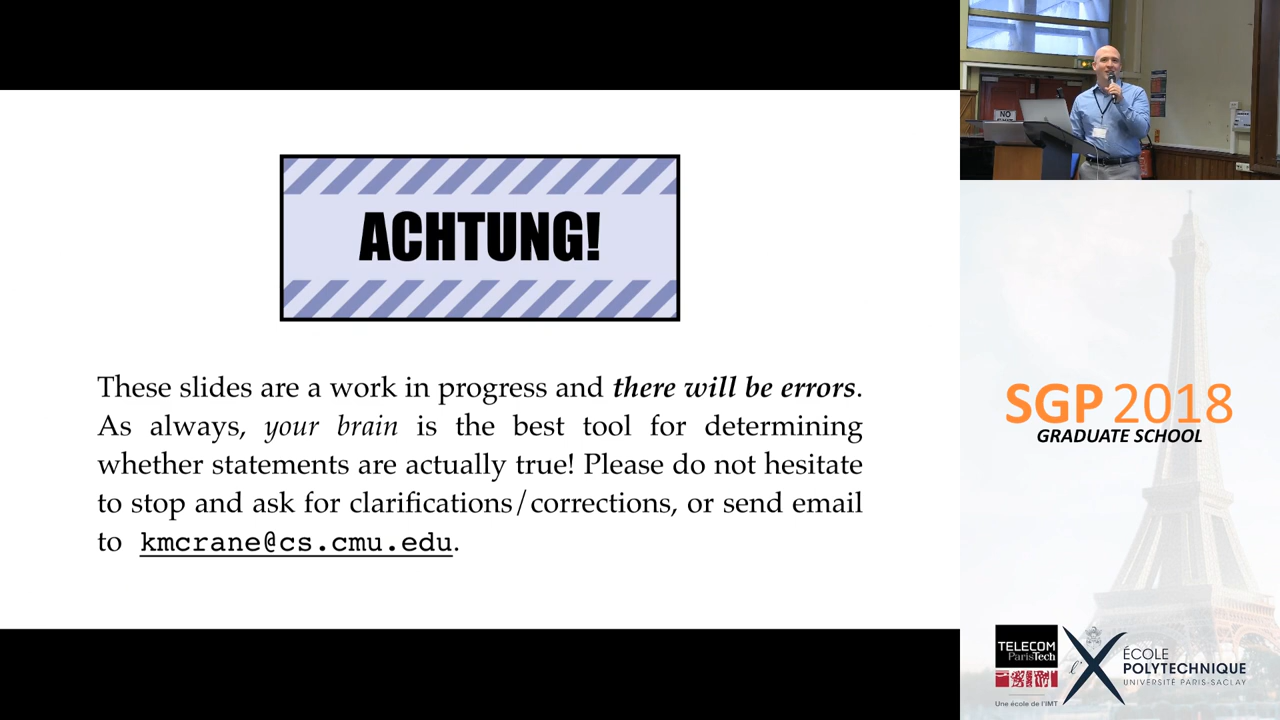 ACHTUNG!
These slides are a work in progress and there will be errors.
As always, your brain is the best tool for determining
whether statements are actually true! Please do not hesitate
to stop and ask for clarifications/corrections, or send email
to kmcrane@cs.cmu.edu.
NO
SGP 2018
GRADUATE SCHOOL
TELECOM
ParisTech
Une école de l'IMT
l'X
ÉCOLE
POLYTECHNIQUE
UNIVERSITÉ PARIS-SACLAY